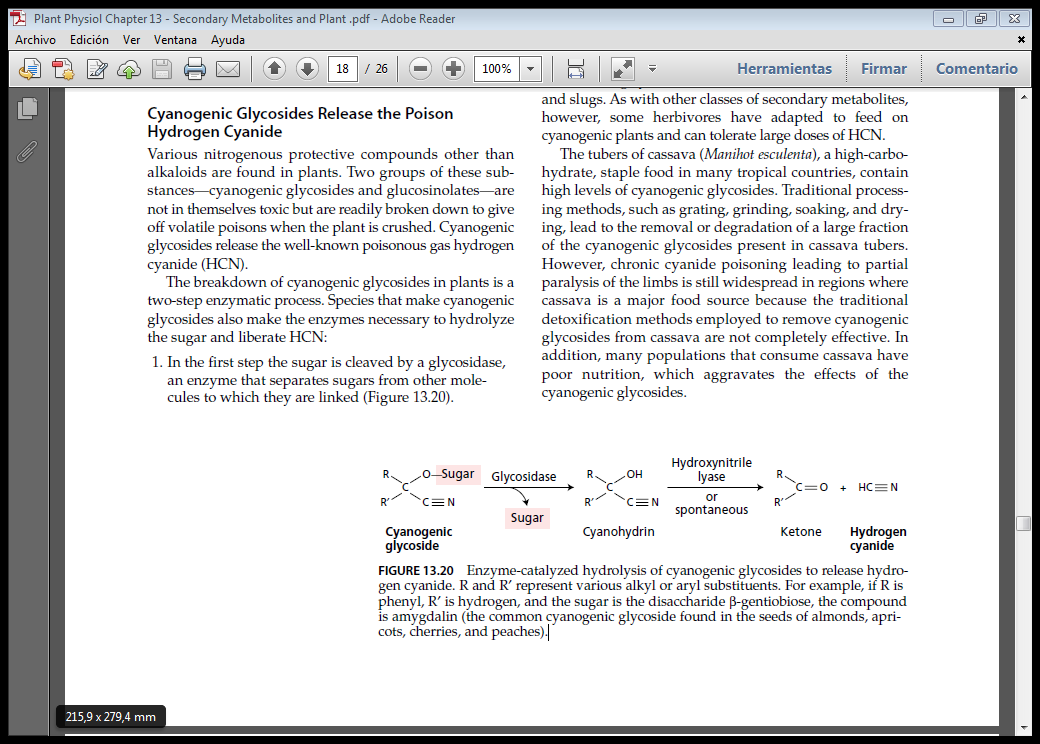 Plant Physiol Chapter 13 - Secondary Metabolites and Plant .pdf - Adobe Reader
Archivo Edición Ver Ventana Ayuda
18 / 26 100% Herramientas Firmar Comentario
Cyanogenic Glycosides Release the Poison
Hydrogen Cyanide
Various nitrogenous protective compounds other than
alkaloids are found in plants. Two groups of these sub-
stances—cyanogenic glycosides and glucosinolates—are
not in themselves toxic but are readily broken down to give
off volatile poisons when the plant is crushed. Cyanogenic
glycosides release the well-known poisonous gas hydrogen
cyanide (HCN).
The breakdown of cyanogenic glycosides in plants is a
two-step enzymatic process. Species that make cyanogenic
glycosides also make the enzymes necessary to hydrolyze
the sugar and liberate HCN:
1. In the first step the sugar is cleaved by a glycosidase,
an enzyme that separates sugars from other mole-
cules to which they are linked (Figure 13.20).
and slugs. As with other classes of secondary metabolites,
however, some herbivores have adapted to feed on
cyanogenic plants and can tolerate large doses of HCN.
The tubers of cassava (Manihot esculenta), a high-carbo-
hydrate, staple food in many tropical countries, contain
high levels of cyanogenic glycosides. Traditional process-
ing methods, such as grating, grinding, soaking, and dry-
ing, lead to the removal or degradation of a large fraction
of the cyanogenic glycosides present in cassava tubers.
However, chronic cyanide poisoning leading to partial
paralysis of the limbs is still widespread in regions where
cassava is a major food source because the traditional
detoxification methods employed to remove cyanogenic
glycosides from cassava are not completely effective. In
addition, many populations that consume cassava have
poor nutrition, which aggravates the effects of the
cyanogenic glycosides.
R R′ C O—Sugar C≡N
Cyanogenic
glycoside
Glycosidase
Sugar
R R′ C OH C≡N
Cyanohydrin
Hydroxynitrile
lyase
or
spontaneous
R R′ C=O + HC≡N
Ketone
Hydrogen
cyanide
FIGURE 13.20 Enzyme-catalyzed hydrolysis of cyanogenic glycosides to release hydro-
gen cyanide. R and R′ represent various alkyl or aryl substituents. For example, if R is
phenyl, R′ is hydrogen, and the sugar is the disaccharide β-gentiobiose, the compound
is amygdalin (the common cyanogenic glycoside found in the seeds of almonds, apri-
cots, cherries, and peaches).
215,9 x 279,4 mm